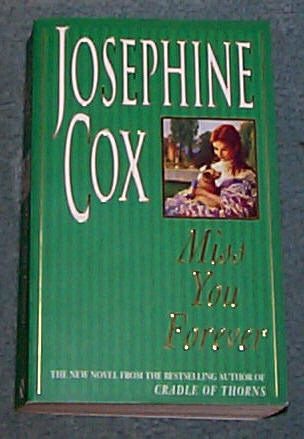 JOSEPHINE
COX
Miss
You
Forever
THE NEW NOVEL FROM THE BESTSELLING AUTHOR OF
CRADLE OF THORNS